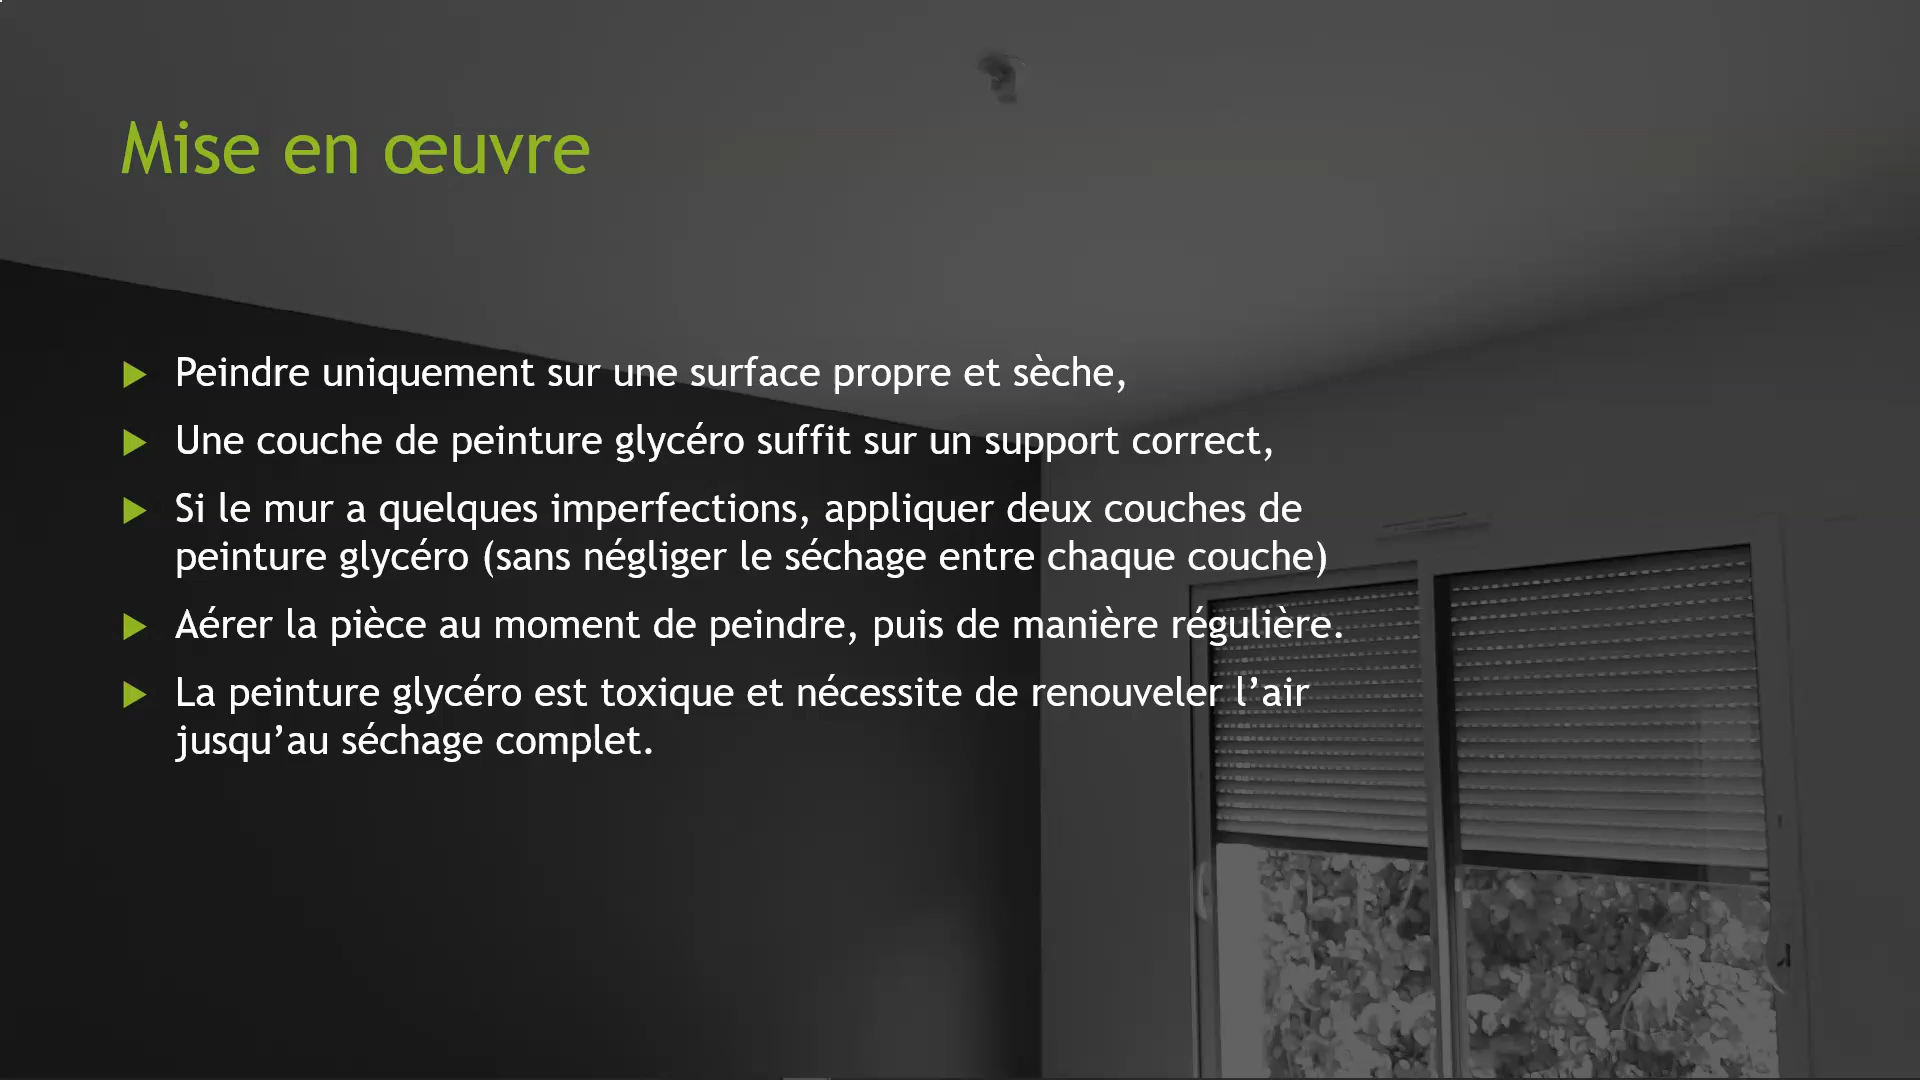 Mise en œuvre
Peindre uniquement sur une surface propre et sèche,
Une couche de peinture glycéro suffit sur un support correct,
Si le mur a quelques imperfections, appliquer deux couches de
peinture glycéro (sans négliger le séchage entre chaque couche)
Aérer la pièce au moment de peindre, puis de manière régulière.
La peinture glycéro est toxique et nécessite de renouveler l’air
jusqu’au séchage complet.